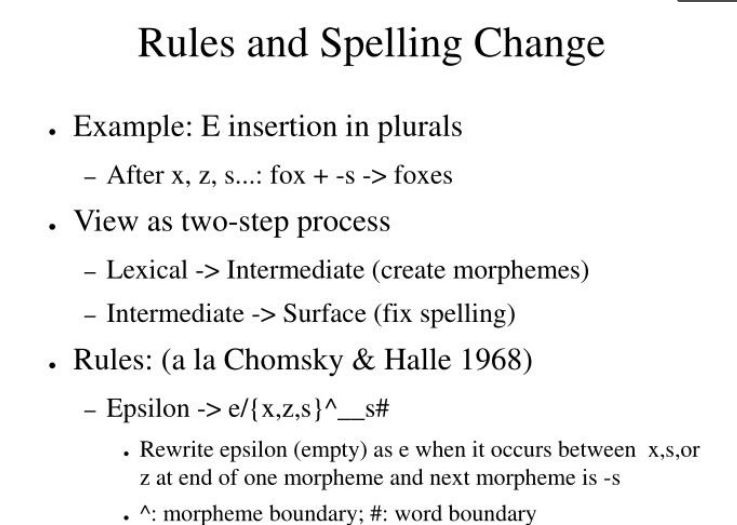 Rules and Spelling Change
• Example: E insertion in plurals
– After x, z, s...: fox + -s -> foxes
• View as two-step process
– Lexical -> Intermediate (create morphemes)
– Intermediate -> Surface (fix spelling)
• Rules: (a la Chomsky & Halle 1968)
– Epsilon -> e/{x,z,s}^__s#
• Rewrite epsilon (empty) as e when it occurs between x,s,or
z at end of one morpheme and next morpheme is -s
• ^: morpheme boundary; #: word boundary